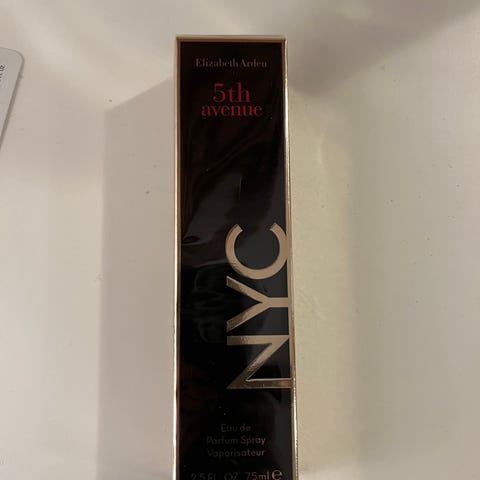 Elizabeth Arden
5th
avenue
NYC
Eau de
Parfum Spray
Vaporisateur
2.5 FL. OZ. 75ml e